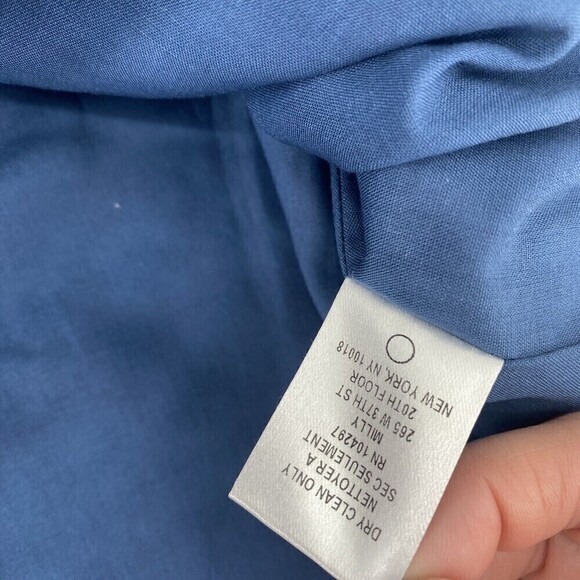 DRY CLEAN ONLY
NETTOYER A
SEC SEULEMENT
RN 104297
MILLY
265 W 37TH ST
20TH FLOOR
NEW YORK, NY 10018